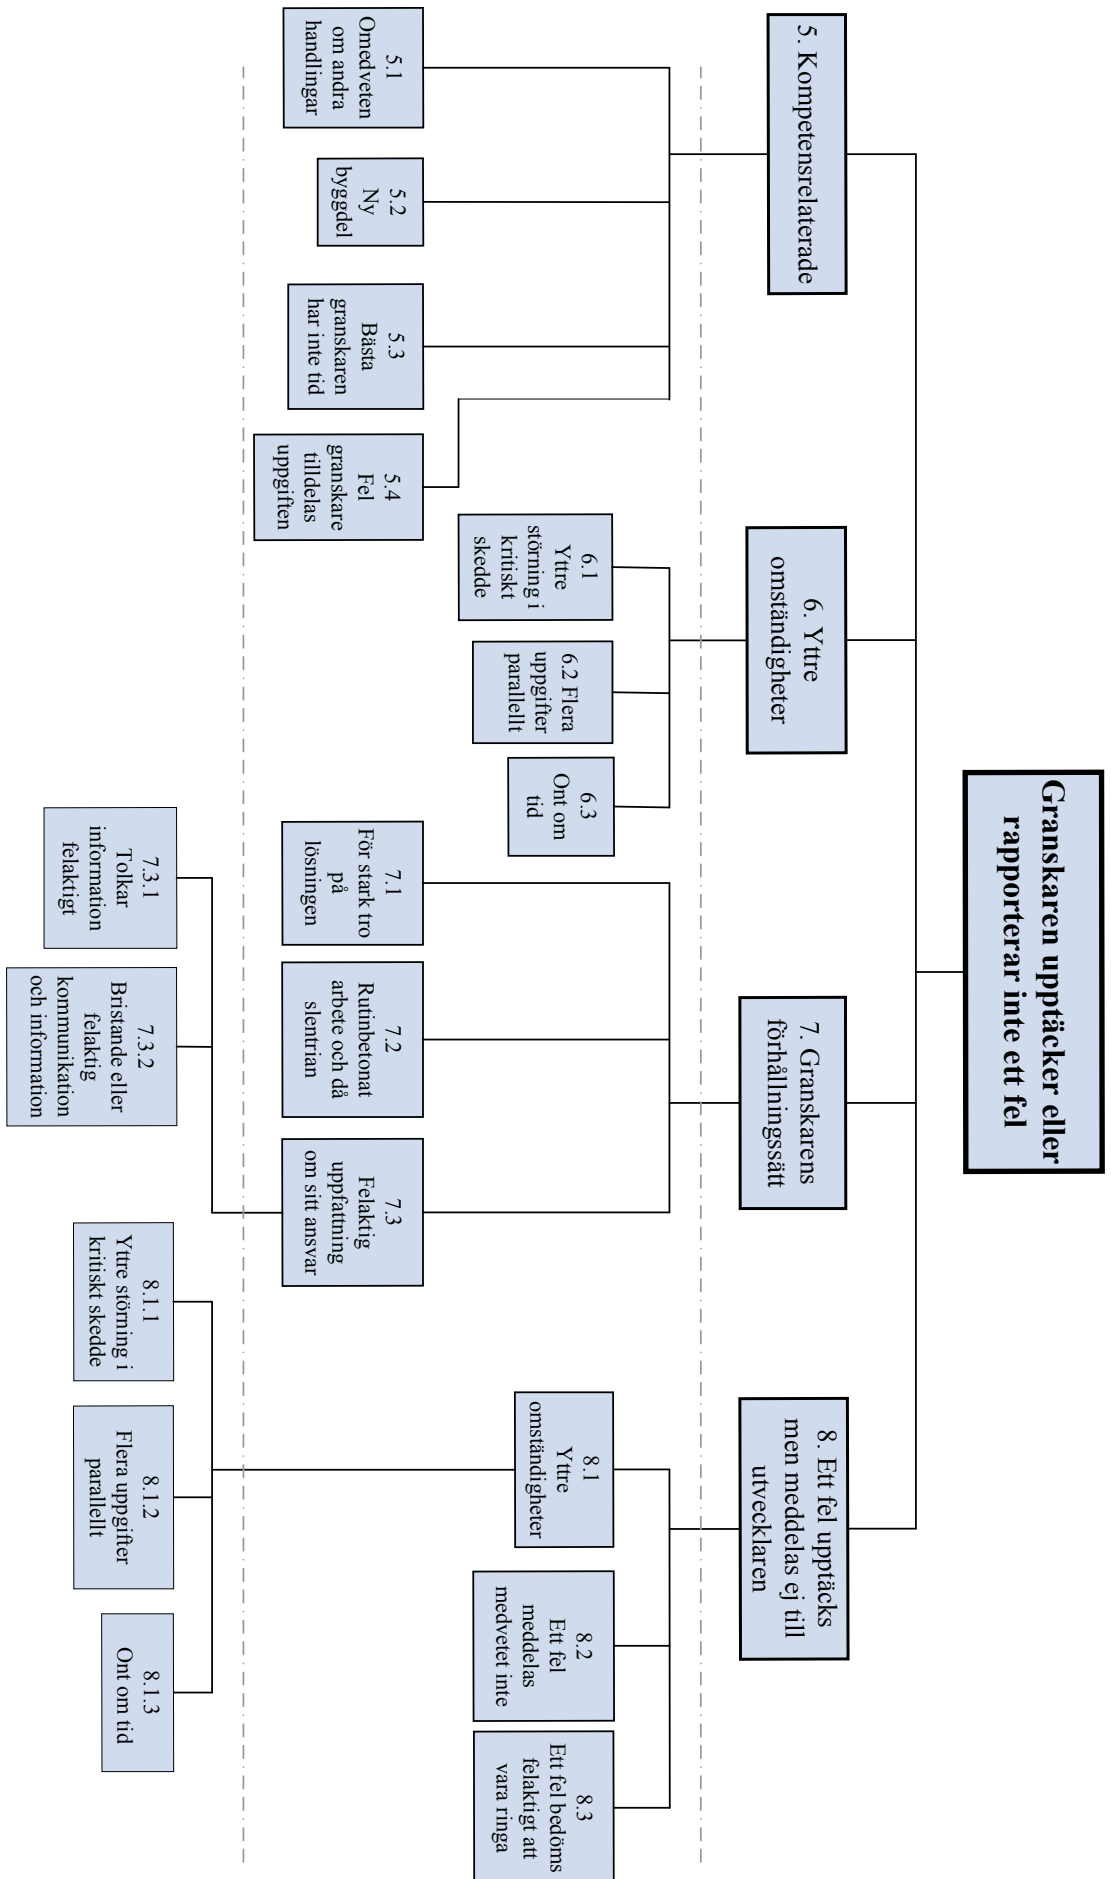 Granskaren upptäcker eller
rapporterar inte ett fel
5. Kompetensrelaterade
6. Yttre
omständigheter
7. Granskarens
förhållningssätt
8. Ett fel upptäcks
men meddelas ej till
utvecklaren
5.1
Omedveten
om andra
handlingar
5.2
Ny
byggdel
5.3
Bästa
granskaren
har inte tid
5.4
Fel
granskare
tilldelas
uppgiften
6.1
Yttre
störning i
kritiskt
skedde
6.2 Flera
uppgifter
parallellt
6.3
Ont om
tid
7.1
För stark tro
på
lösningen
7.2
Rutinbetonat
arbete och då
slentrian
7.3
Felaktig
uppfattning
om sitt ansvar
8.1
Yttre
omständigheter
8.2
Ett fel
meddelas
medvetet inte
8.3
Ett fel bedöms
felaktigt att
vara ringa
7.3.1
Tolkar
information
felaktigt
7.3.2
Bristande eller
felaktig
kommunikation
och information
8.1.1
Yttre störning i
kritiskt skedde
8.1.2
Flera uppgifter
parallellt
8.1.3
Ont om tid